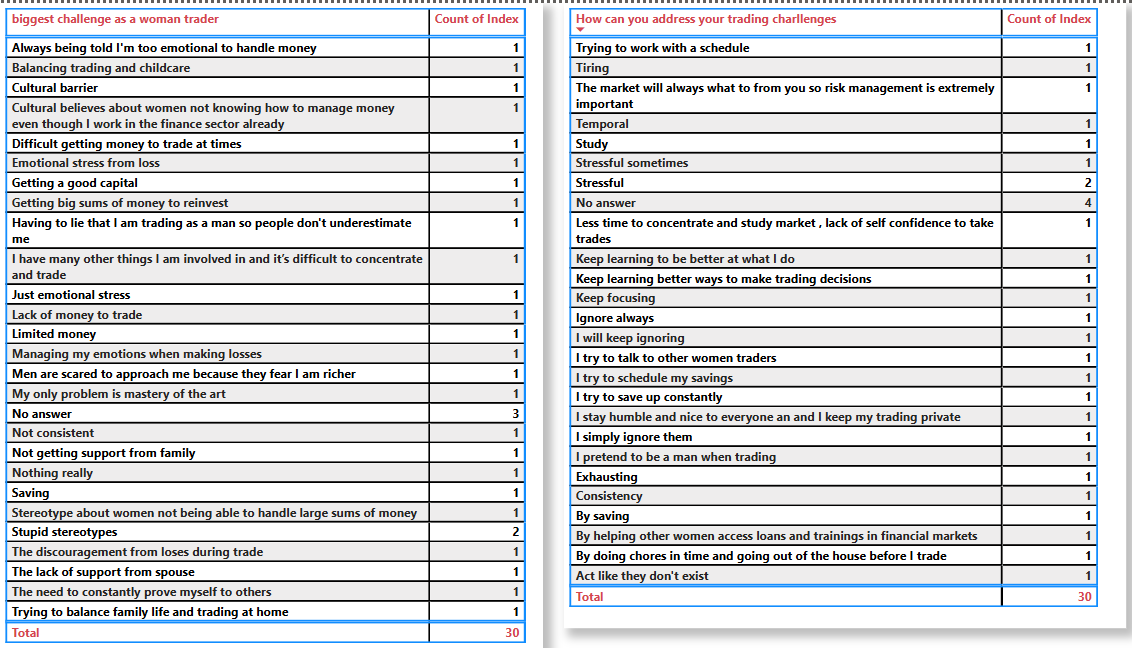 biggest challenge as a woman trader Count of Index
Always being told I'm too emotional to handle money 1
Balancing trading and childcare 1
Cultural barrier 1
Cultural believes about women not knowing how to manage money 1
even though I work in the finance sector already
Difficult getting money to trade at times 1
Emotional stress from loss 1
Getting a good capital 1
Getting big sums of money to reinvest 1
Having to lie that I am trading as a man so people don't underestimate 1
me
I have many other things I am involved in and it's difficult to concentrate 1
and trade
Just emotional stress 1
Lack of money to trade 1
Limited money 1
Managing my emotions when making losses 1
Men are scared to approach me because they fear I am richer 1
My only problem is mastery of the art 1
No answer 3
Not consistent 1
Not getting support from family 1
Nothing really 1
Saving 1
Stereotype about women not being able to handle large sums of money 1
Stupid stereotypes 2
The discouragement from loses during trade 1
The lack of support from spouse 1
The need to constantly prove myself to others 1
Trying to balance family life and trading at home 1
Total 30
How can you address your trading charllenges Count of Index
Trying to work with a schedule 1
Tiring 1
The market will always what to from you so risk management is extremely 1
important
Temporal 1
Study 1
Stressful sometimes 1
Stressful 2
No answer 4
Less time to concentrate and study market , lack of self confidence to take 1
trades
Keep learning to be better at what I do 1
Keep learning better ways to make trading decisions 1
Keep focusing 1
Ignore always 1
I will keep ignoring 1
I try to talk to other women traders 1
I try to schedule my savings 1
I try to save up constantly 1
I stay humble and nice to everyone an and I keep my trading private 1
I simply ignore them 1
I pretend to be a man when trading 1
Exhausting 1
Consistency 1
By saving 1
By helping other women access loans and trainings in financial markets 1
By doing chores in time and going out of the house before I trade 1
Act like they don't exist 1
Total 30